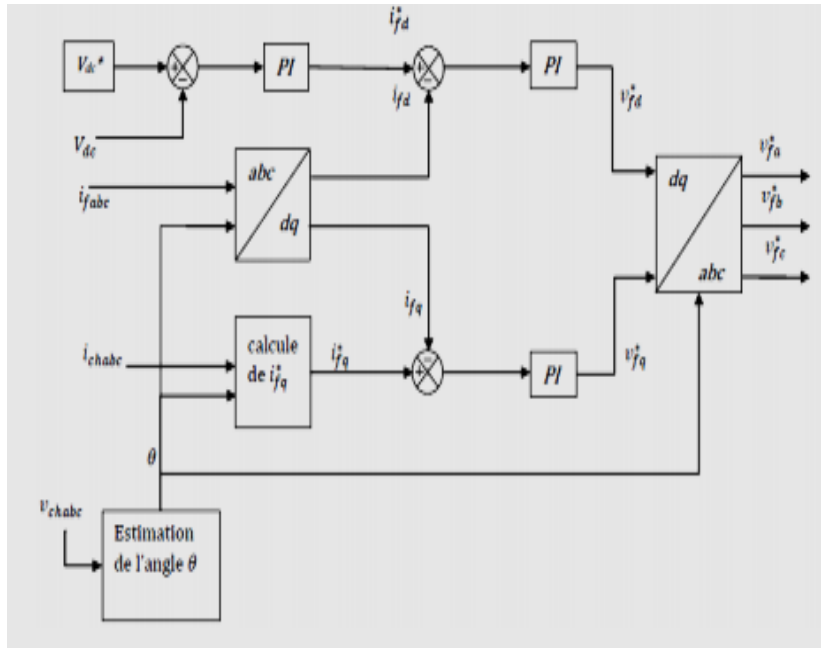 i*fd
Vdc*
+
−
PI
+
−
PI
ifd
v*fd
Vdc
abc
dq
ifabc
v*fa
dq
v*fb
v*fc
abc
ifq
ichabc
calcule
de i*fq
i*fq
+
−
PI
v*fq
θ
vchabc
Estimation
de l'angle θ